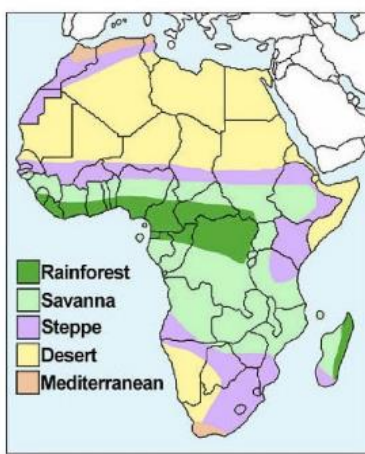 Rainforest
Savanna
Steppe
Desert
Mediterranean